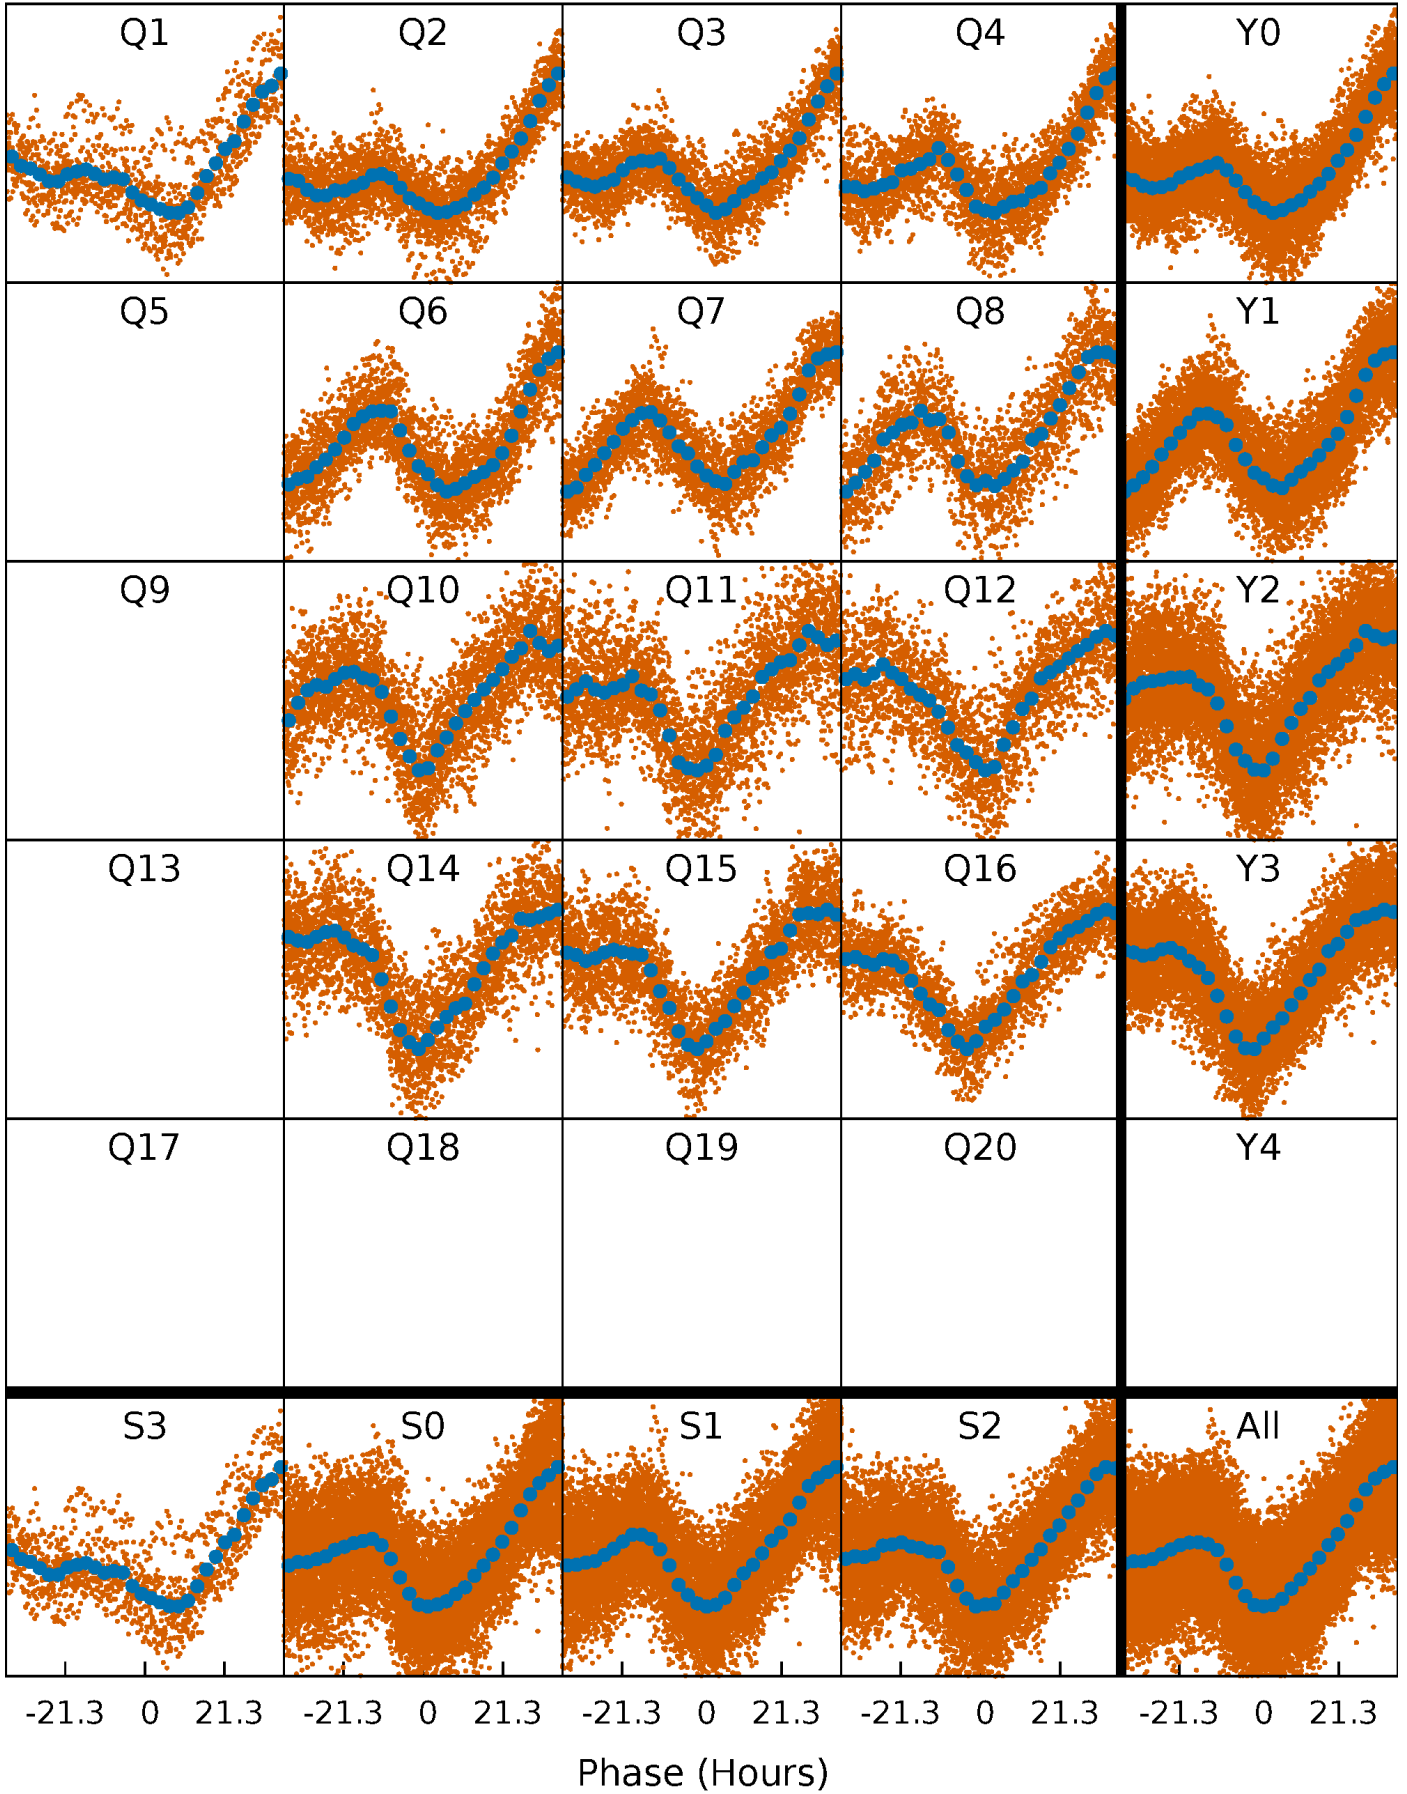 Q1 Q2 Q3 Q4 Y0
Q5 Q6 Q7 Q8 Y1
Q9 Q10 Q11 Q12 Y2
Q13 Q14 Q15 Q16 Y3
Q17 Q18 Q19 Q20 Y4
S3 S0 S1 S2 All
-21.3 0 21.3 -21.3 0 21.3 -21.3 0 21.3 -21.3 0 21.3 -21.3 0 21.3
Phase (Hours)